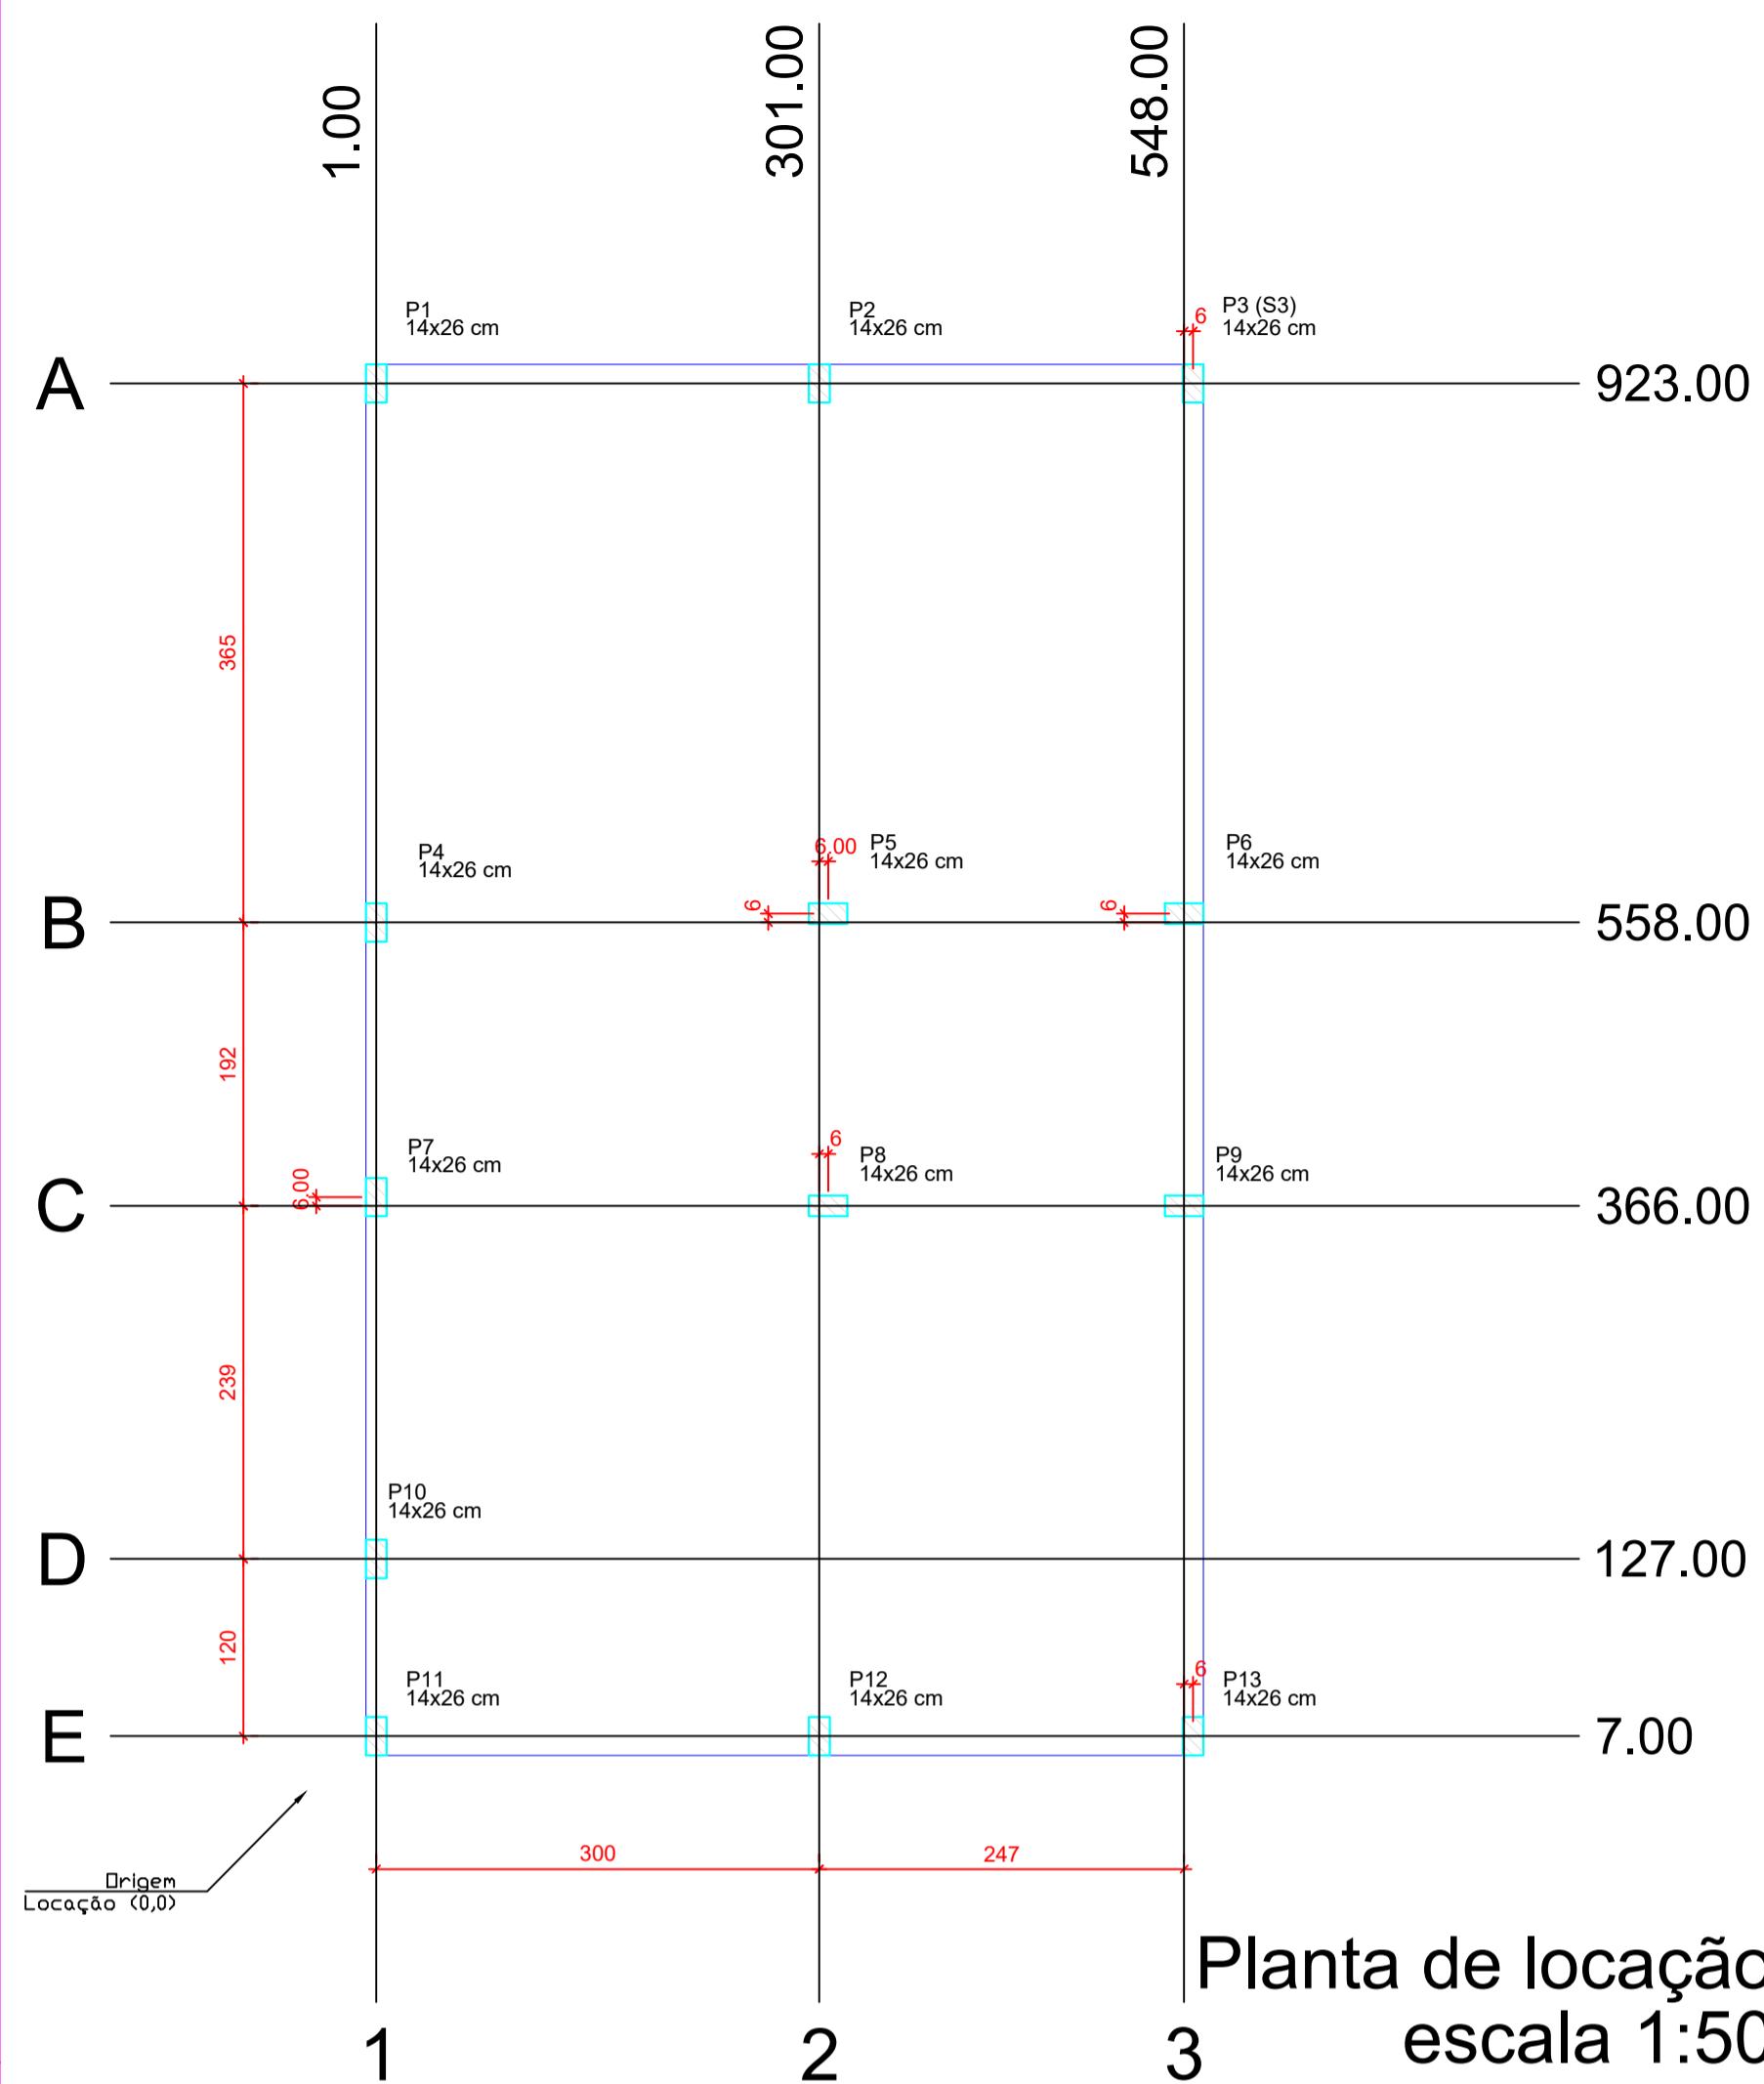 1.00
301.00
548.00
P1
14x26 cm
P2
14x26 cm
6
P3 (S3)
14x26 cm
A
923.00
365
P4
14x26 cm
6,00
P5
14x26 cm
P6
14x26 cm
6
6
B
558.00
192
P7
14x26 cm
6
P8
14x26 cm
P9
14x26 cm
6,00
C
366.00
239
P10
14x26 cm
D
127.00
120
P11
14x26 cm
P12
14x26 cm
6
P13
14x26 cm
E
7.00
300
247
Origem
Locação (0,0)
Planta de locação
escala 1:50
1
2
3